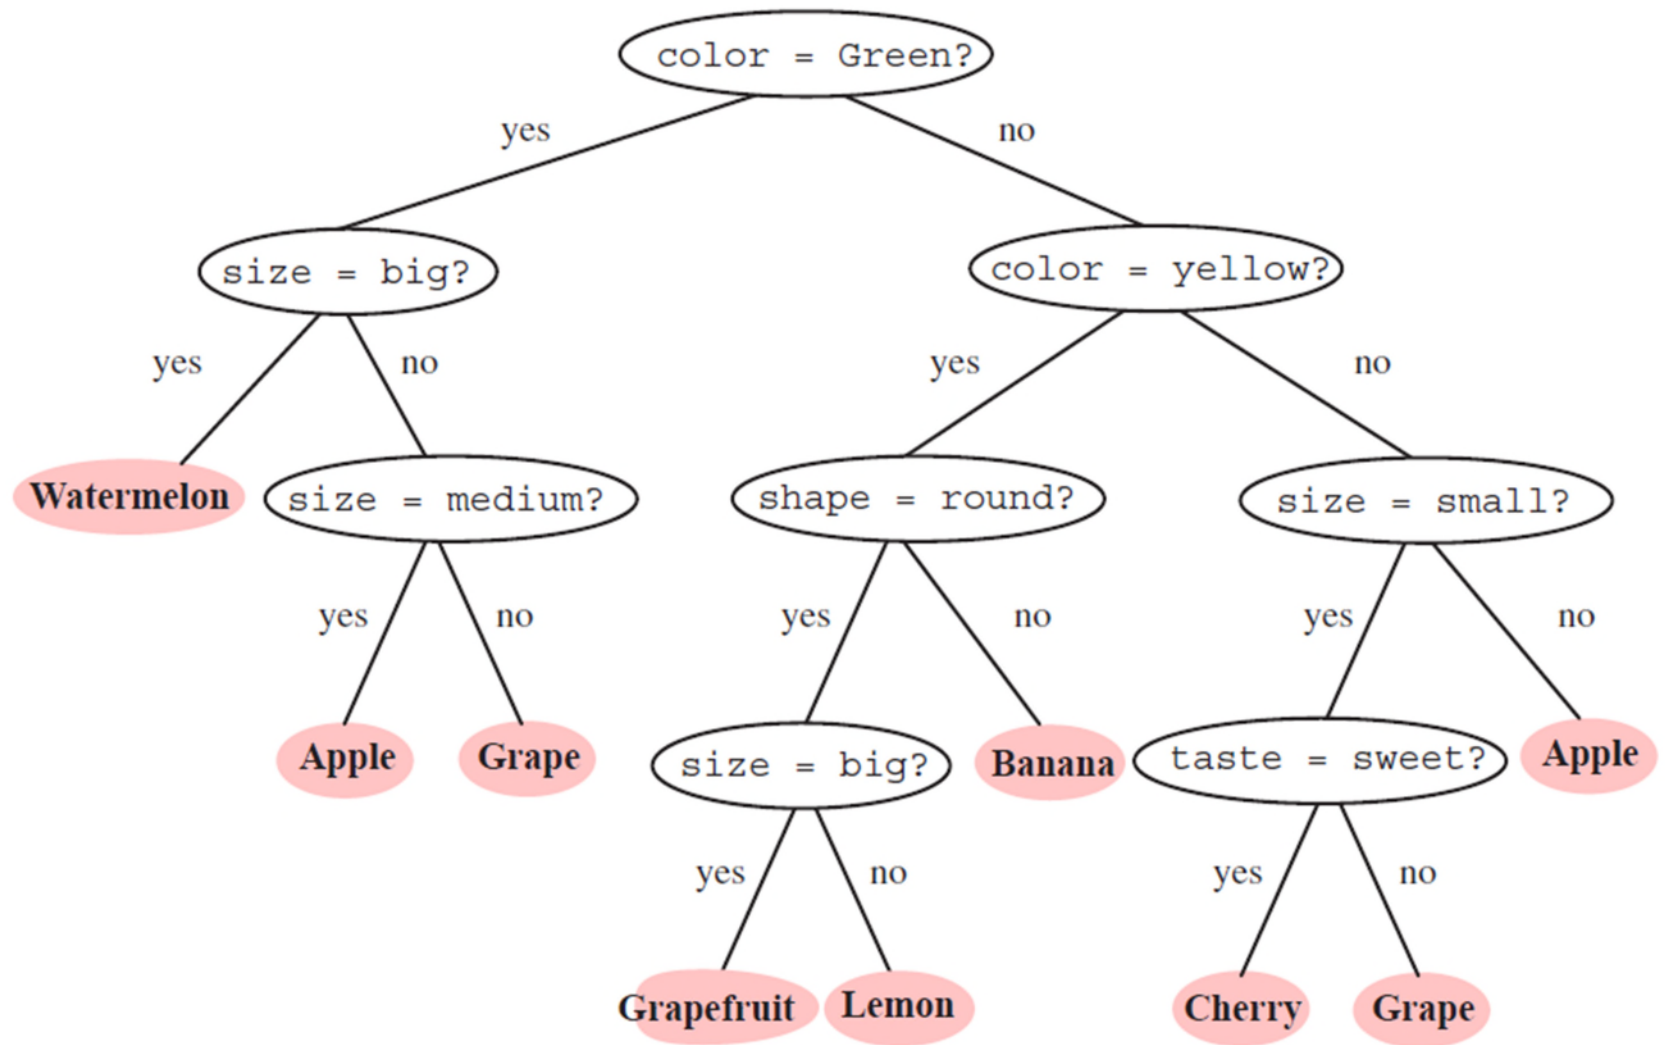 color = Green?
yes
no
size = big?
color = yellow?
yes
no
yes
no
Watermelon
size = medium?
shape = round?
size = small?
yes
no
yes
no
yes
no
Apple
Grape
size = big?
Banana
taste = sweet?
Apple
yes
no
yes
no
Grapefruit
Lemon
Cherry
Grape